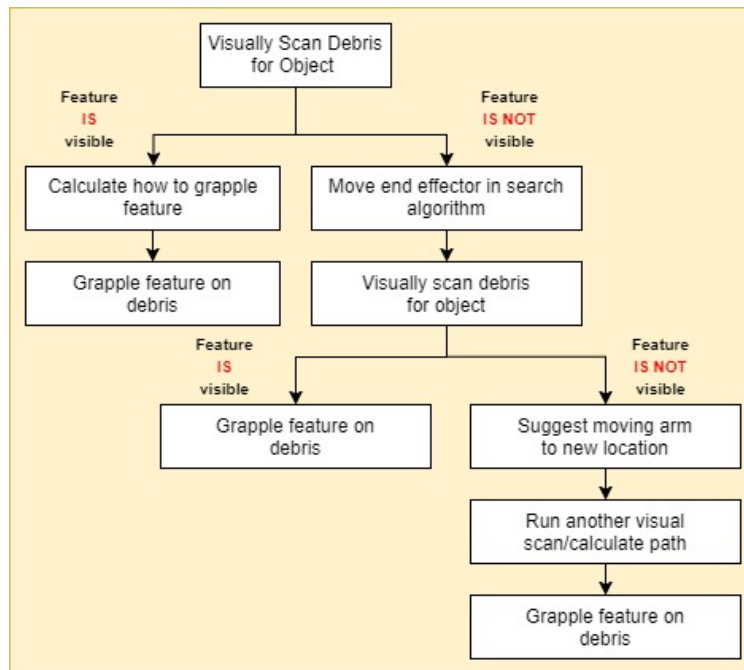 Visually Scan Debris
for Object
Feature
IS
visible
Feature
IS NOT
visible
Calculate how to grapple
feature
Move end effector in search
algorithm
Grapple feature on
debris
Visually scan debris
for object
Feature
IS
visible
Feature
IS NOT
visible
Grapple feature on
debris
Suggest moving arm
to new location
Run another visual
scan/calculate path
Grapple feature on
debris